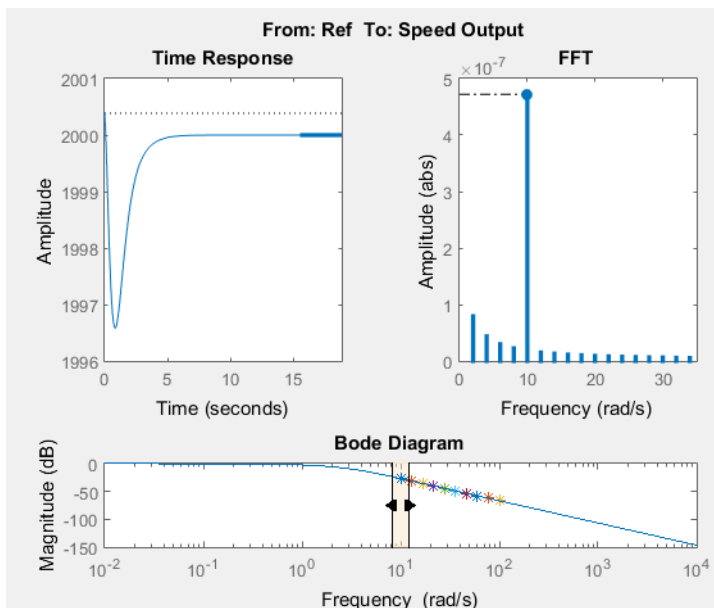 From: Ref To: Speed Output
Time Response
2001
2000
1999
1998
1997
1996
Amplitude
0 5 10 15
Time (seconds)
FFT
5 ×10⁻⁷
4
3
2
1
0
Amplitude (abs)
0 10 20 30
Frequency (rad/s)
Bode Diagram
0
-50
-100
-150
Magnitude (dB)
10⁻² 10⁻¹ 10⁰ 10¹ 10² 10³ 10⁴
Frequency (rad/s)